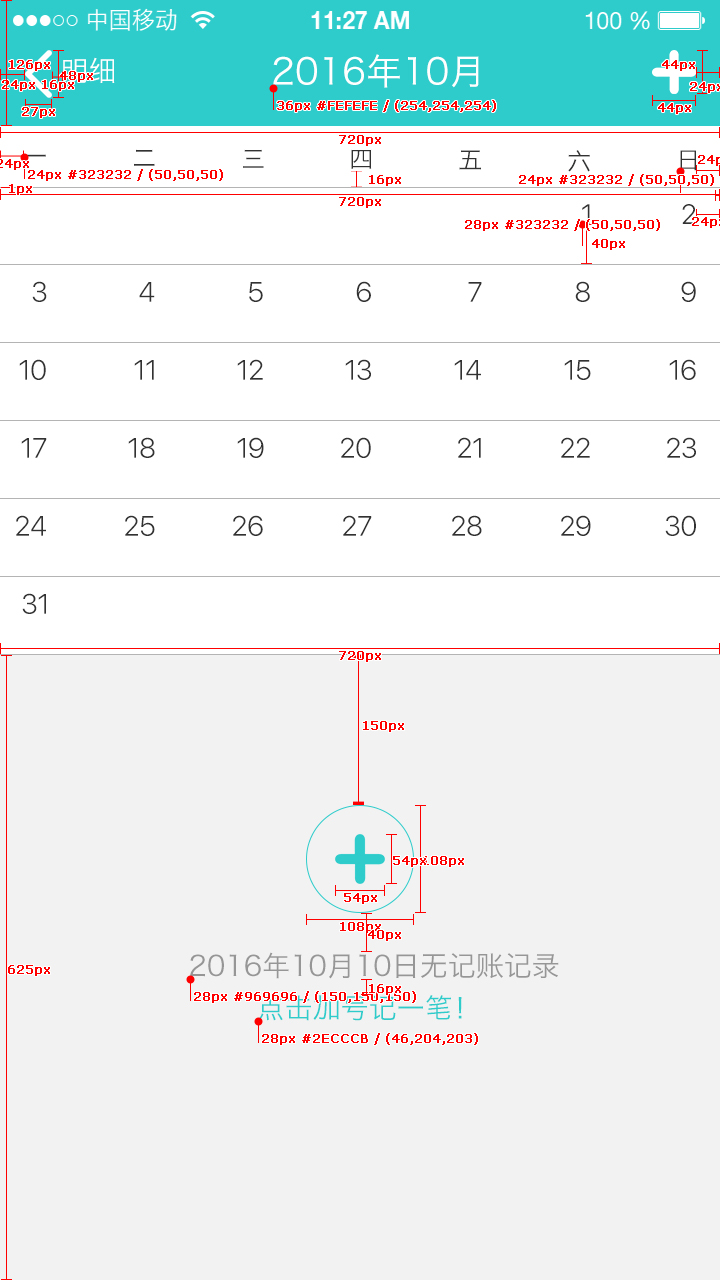 中国移动 11:27 AM 100 %
明细 2016年10月
126px 48px 24px 16px 27px
44px 24px 44px
36px #FEFEFE / (254,254,254)
720px
一 二 三 四 五 六 日
24px 24px
24px #323232 / (50,50,50) 16px 24px #323232 / (50,50,50)
1px
720px
1 2
28px #323232 / (50,50,50) 24px
40px
3 4 5 6 7 8 9
10 11 12 13 14 15 16
17 18 19 20 21 22 23
24 25 26 27 28 29 30
31
720px
150px
54px 108px
54px
108px
40px
2016年10月10日无记账记录
625px
16px
28px #969696 / (150,150,150)
点击加号记一笔！
28px #2ECCCB / (46,204,203)